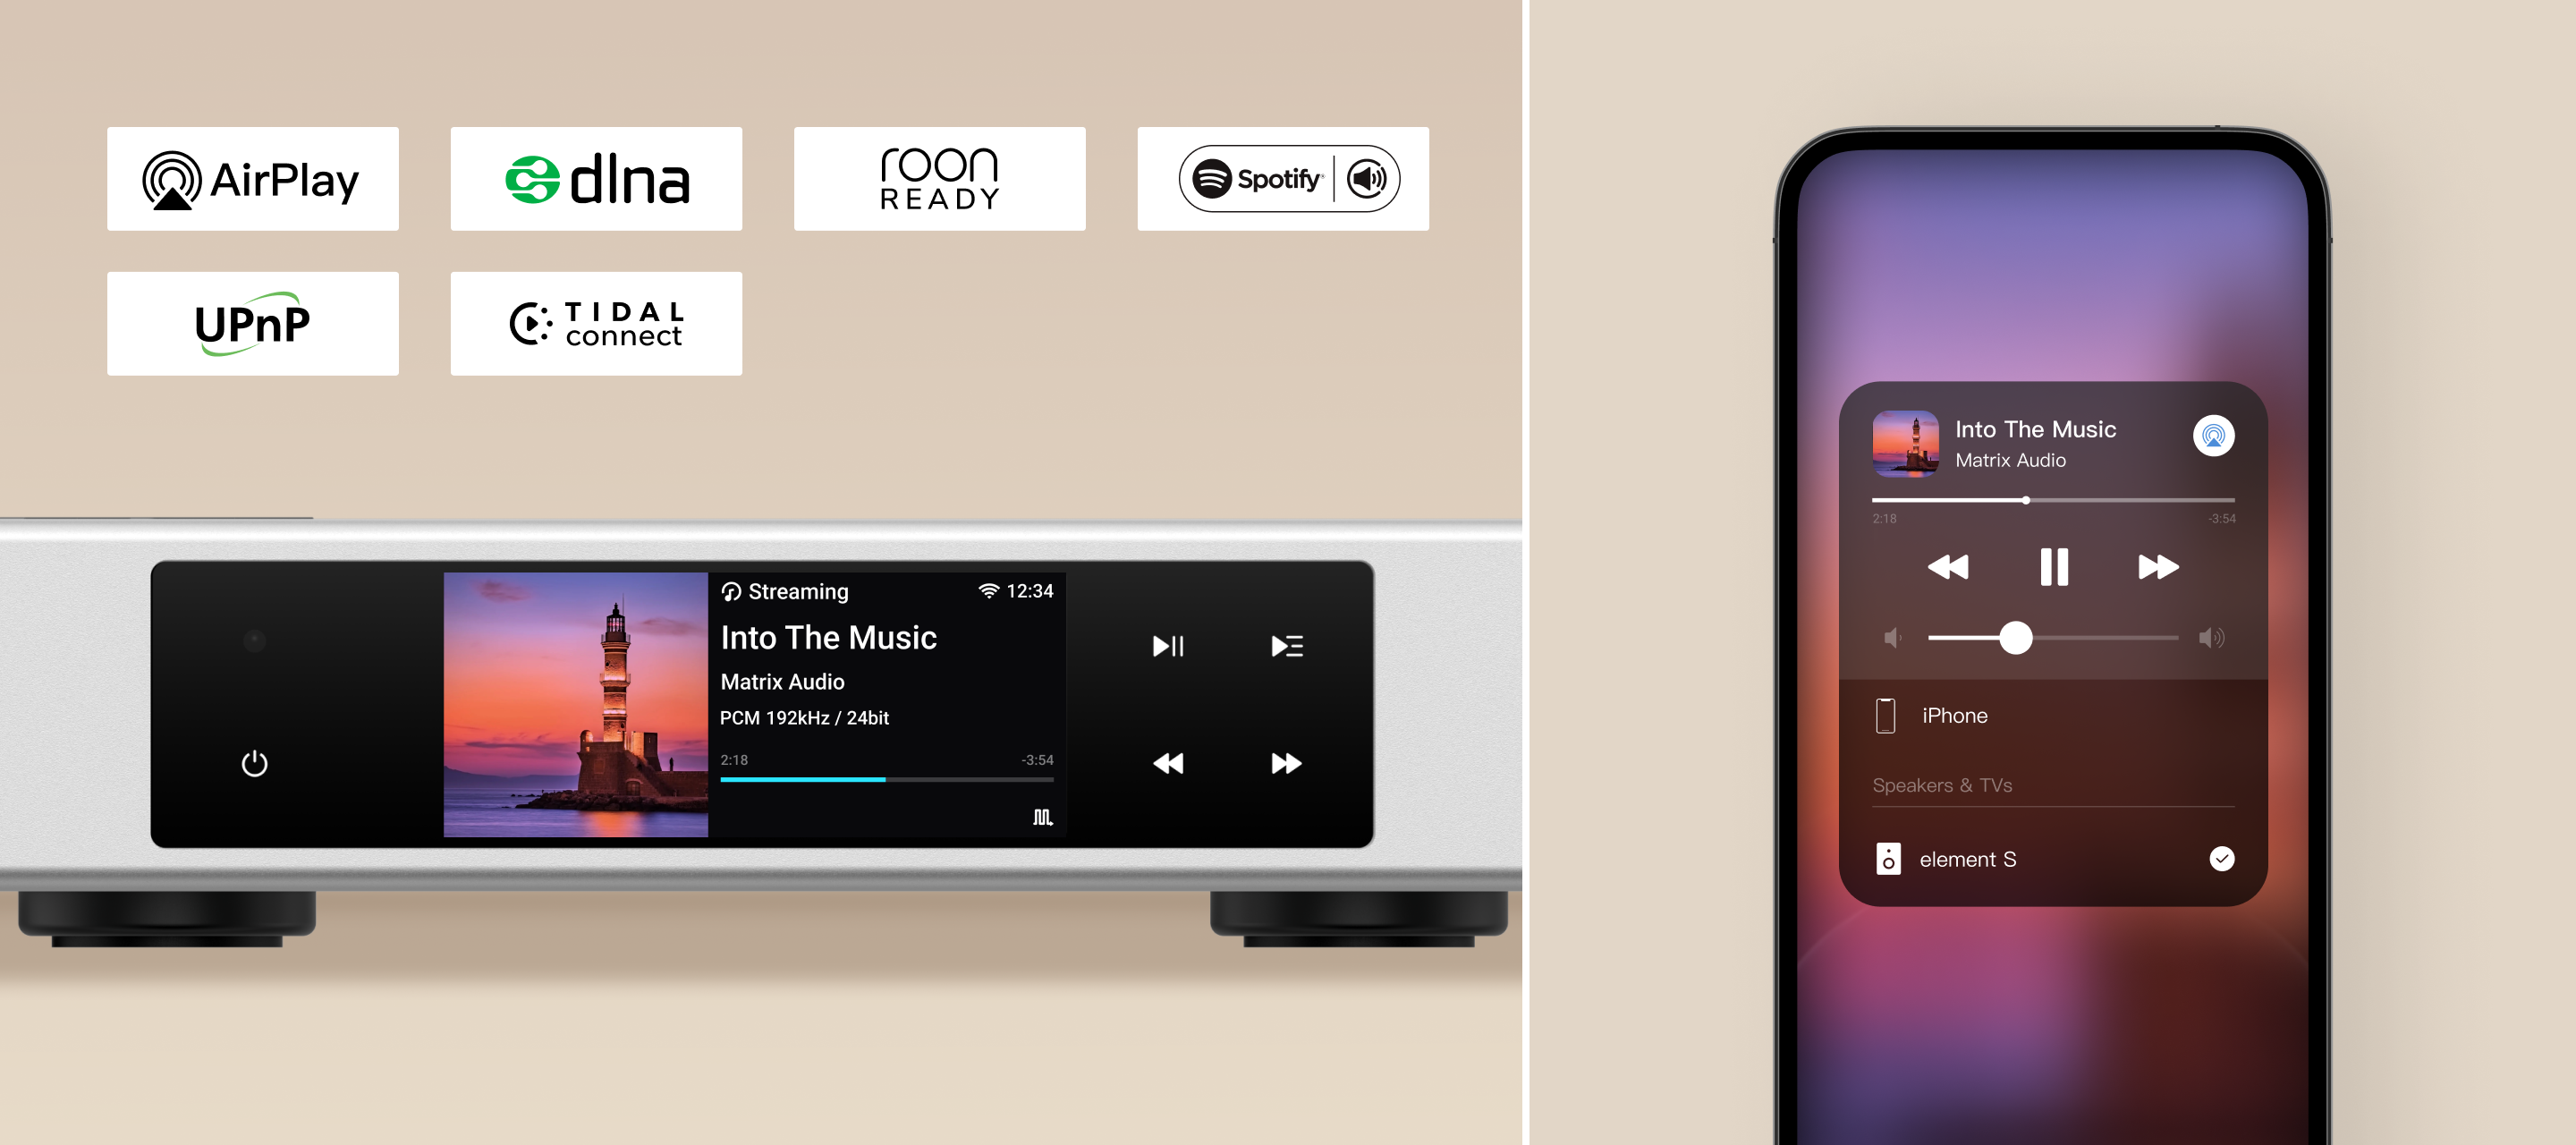 AirPlay
dlna
roon
READY
Spotify
UPnP
TIDAL
connect
Streaming
12:34
Into The Music
Matrix Audio
PCM 192kHz / 24bit
2:18 -3:54
Into The Music
Matrix Audio
2:18 -3:54
iPhone
Speakers & TVs
element S